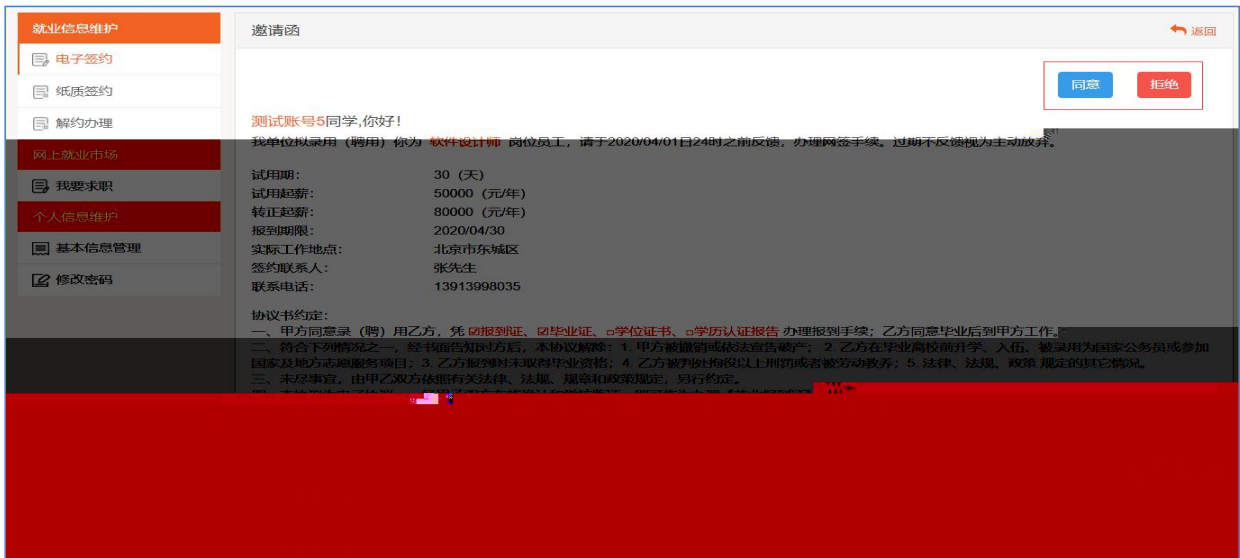 就业信息维护
电子签约
纸质签约
解约办理
网上就业市场
我要求职
个人信息维护
基本信息管理
修改密码
邀请函
返回
同意 拒绝
测试账号5同学,你好!
我单位拟录用（聘用）你为 软件设计师 岗位员工，请于2020/04/01日24时之前反馈，办理网签手续。过期不反馈视为主动放弃。
试用期: 30（天）
试用起薪: 50000（元/年）
转正起薪: 80000（元/年）
报到期限: 2020/04/30
实际工作地点: 北京市东城区
签约联系人: 张先生
联系电话: 13913998035
协议书约定:
一、甲方同意录（聘）用乙方，凭 ☑报到证、☑毕业证、□学位证书、□学历认证报告 办理报到手续；乙方同意毕业后到甲方工作。
二、符合下列情况之一，经书面告知对方后，本协议解除：1.甲方被撤销或依法宣告破产； 2.乙方在毕业离校前升学、入伍、被录用为国家公务员或参加
国家及地方志愿服务项目；3.乙方报到时未取得毕业资格；4.乙方被判处拘役以上刑罚或者被劳动教养；5.法律、法规、政策 规定的其它情况。
三、未尽事宜，由甲乙双方依照有关法律、法规、规章和政策规定，另行约定。